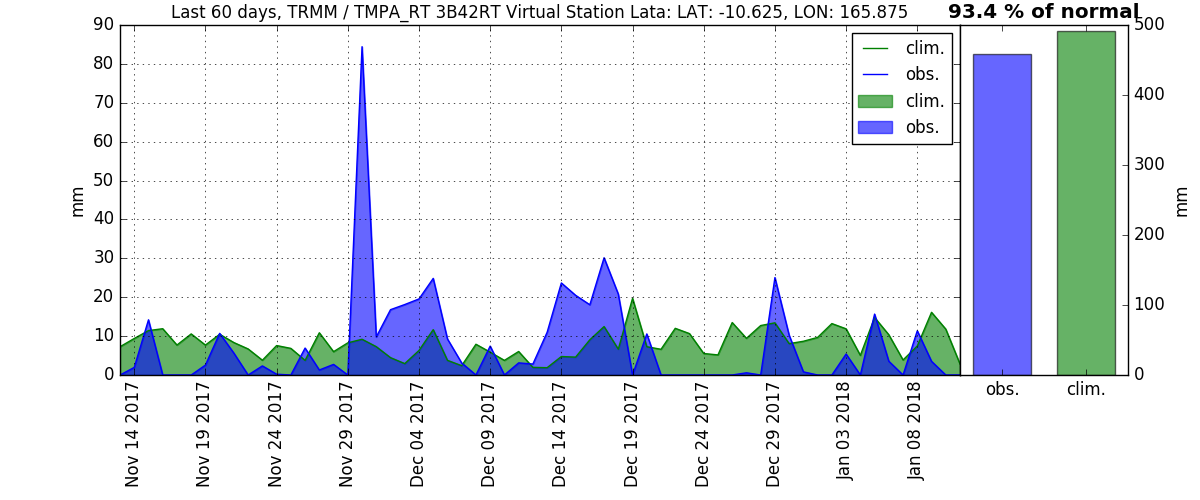 Last 60 days, TRMM / TMPA_RT 3B42RT Virtual Station Lata: LAT: -10.625, LON: 165.875
93.4 % of normal
90
80
70
60
50
40
30
20
10
0
mm
clim.
obs.
clim.
obs.
Nov 14 2017
Nov 19 2017
Nov 24 2017
Nov 29 2017
Dec 04 2017
Dec 09 2017
Dec 14 2017
Dec 19 2017
Dec 24 2017
Dec 29 2017
Jan 03 2018
Jan 08 2018
500
400
300
200
100
0
mm
obs.
clim.